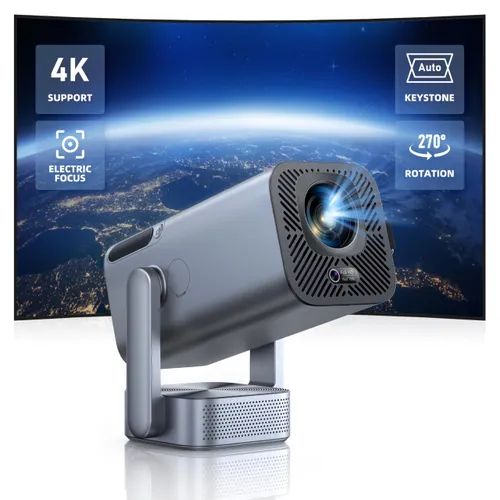 4K
SUPPORT
ELECTRIC
FOCUS
Auto
KEYSTONE
270°
ROTATION